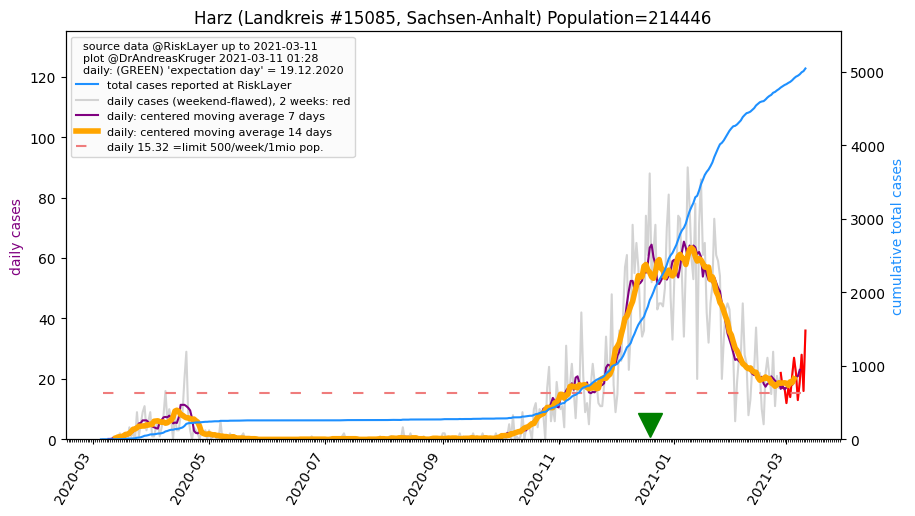 Harz (Landkreis #15085, Sachsen-Anhalt) Population=214446
source data @RiskLayer up to 2021-03-11
plot @DrAndreasKruger 2021-03-11 01:28
daily: (GREEN) 'expectation day' = 19.12.2020
total cases reported at RiskLayer
daily cases (weekend-flawed), 2 weeks: red
daily: centered moving average 7 days
daily: centered moving average 14 days
daily 15.32 =limit 500/week/1mio pop.
daily cases
120
100
80
60
40
20
0
cumulative total cases
5000
4000
3000
2000
1000
0
2020-03
2020-05
2020-07
2020-09
2020-11
2021-01
2021-03